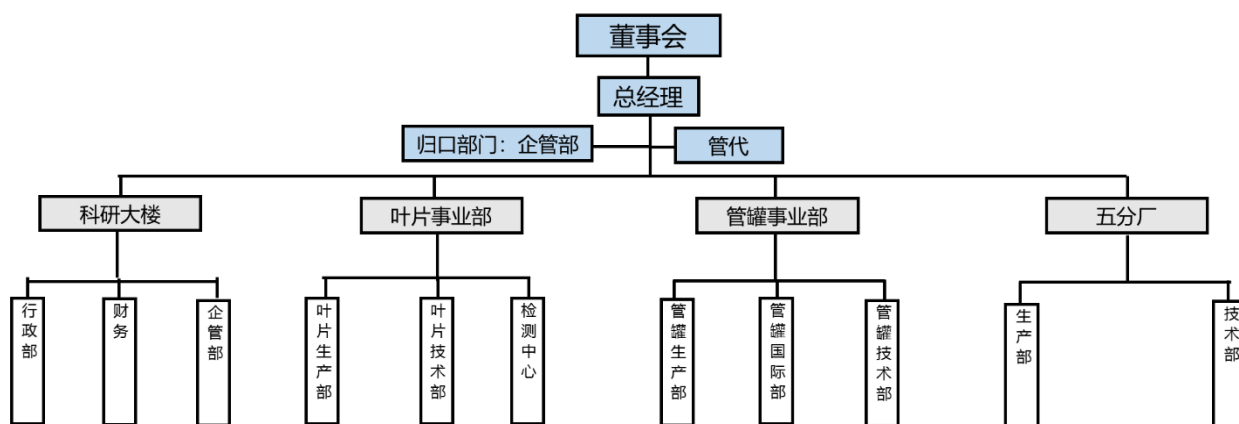 董事会
总经理
归口部门：企管部
管代
科研大楼
叶片事业部
管罐事业部
五分厂
行政部
财务
企管部
叶片生产部
叶片技术部
检测中心
管罐生产部
管罐国际部
管罐技术部
生产部
技术部